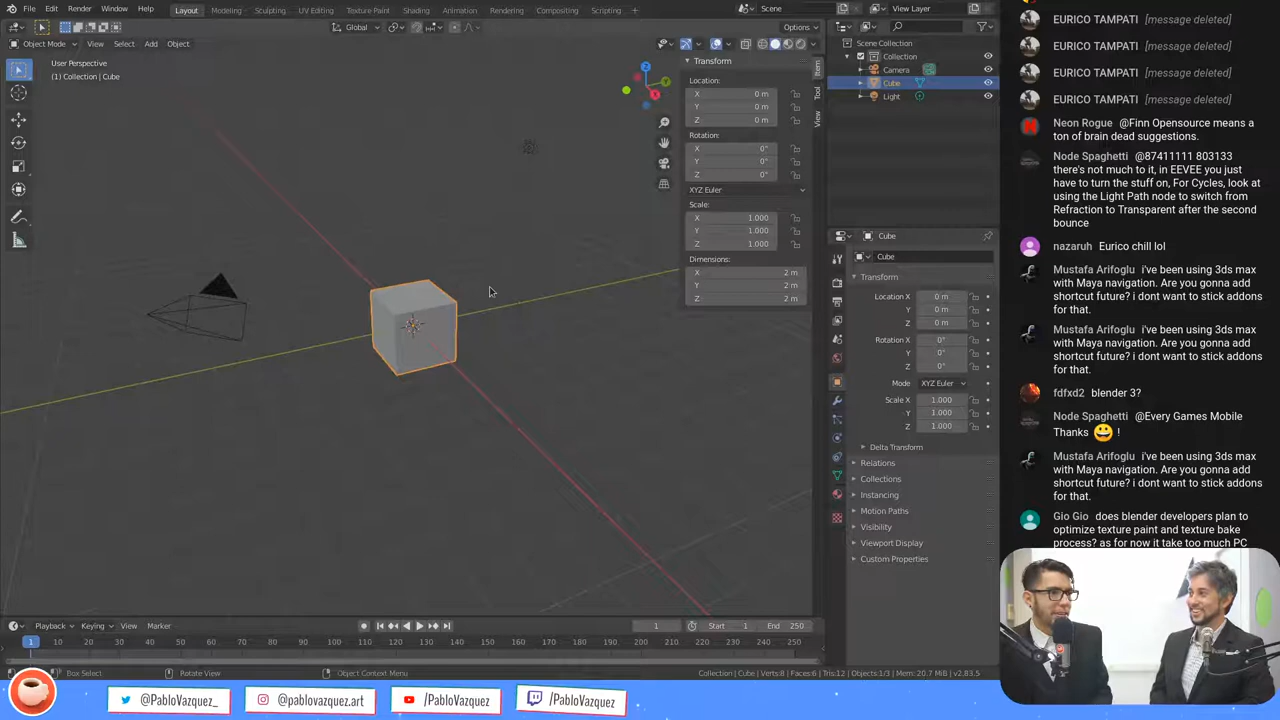 File Edit Render Window Help Layout Modeling Sculpting UV Editing Texture Paint Shading Animation Rendering Compositing Scripting + Scene View Layer
Global Options
Object Mode View Select Add Object
User Perspective
(1) Collection | Cube
Z
Transform
Location:
X 0 m
Y 0 m
Z 0 m
Rotation:
X 0°
Y 0°
Z 0°
XYZ Euler
Scale:
X 1.000
Y 1.000
Z 1.000
Dimensions:
X 2 m
Y 2 m
Z 2 m
Item
Tool
View
Scene Collection
Collection
Camera
Cube
Light
Cube
Cube
Transform
Location X 0 m
Y 0 m
Z 0 m
Rotation X 0°
Y 0°
Z 0°
Mode XYZ Euler
Scale X 1.000
Y 1.000
Z 1.000
Delta Transform
Relations
Collections
Instancing
Motion Paths
Visibility
Viewport Display
Custom Properties
Playback Keying View Marker 1 Start 1 End 250
1 10 20 30 40 50 60 70 80 90 100 110 120 130 140 150 160 170 180 190 200 210 220 230 240 250
Box Select Rotate View Object Context Menu Collection | Cube | Verts:8 | Faces:6 | Tris:12 | Objects:1/3 | Mem: 20.7 MiB | v2.83.5
EURICO TAMPATI [message deleted]
EURICO TAMPATI [message deleted]
EURICO TAMPATI [message deleted]
EURICO TAMPATI [message deleted]
Neon Rogue @Finn Opensource means a
ton of brain dead suggestions.
Node Spaghetti @87411111 803133
there's not much to it, in EEVEE you just
have to turn the stuff on, For Cycles, look at
using the Light Path node to switch from
Refraction to Transparent after the second
bounce
nazaruh Eurico chill lol
Mustafa Arifoglu i've been using 3ds max
with Maya navigation. Are you gonna add
shortcut future? i dont want to stick addons
for that.
Mustafa Arifoglu i've been using 3ds max
with Maya navigation. Are you gonna add
shortcut future? i dont want to stick addons
for that.
fdfxd2 blender 3?
Node Spaghetti @Every Games Mobile
Thanks 😀 !
Mustafa Arifoglu i've been using 3ds max
with Maya navigation. Are you gonna add
shortcut future? i dont want to stick addons
for that.
Gio Gio does blender developers plan to
optimize texture paint and texture bake
process? as for now it take too much PC
@PabloVazquez_ @pablovazquez.art /PabloVazquez /PabloVazquez